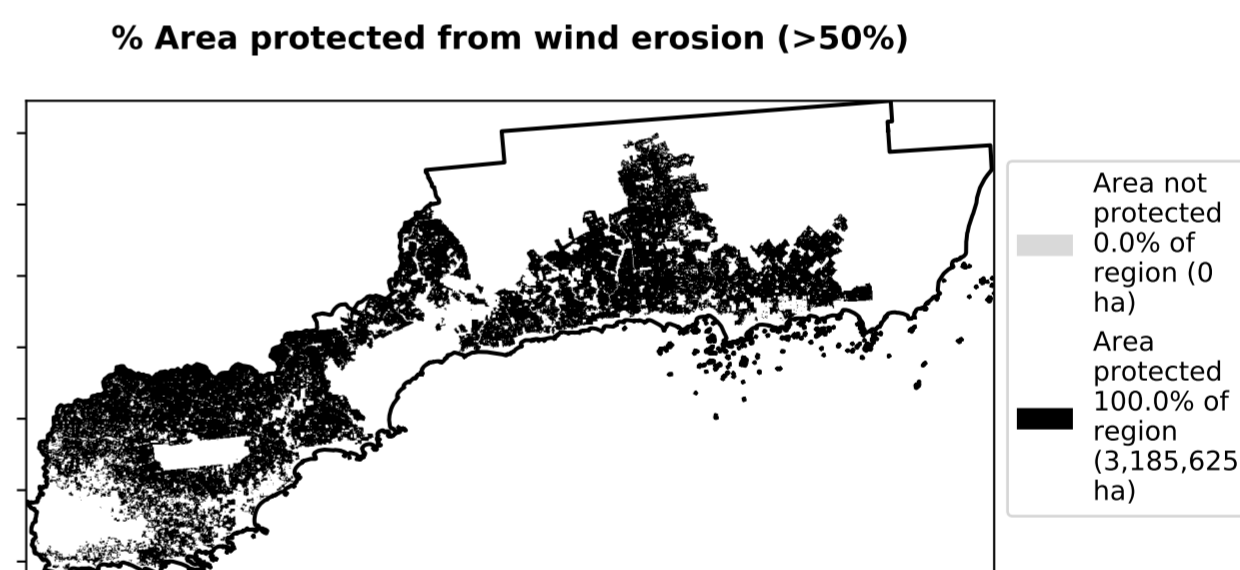 % Area protected from wind erosion (>50%)
Area not
protected
0.0% of
region (0
ha)
Area
protected
100.0% of
region
(3,185,625
ha)